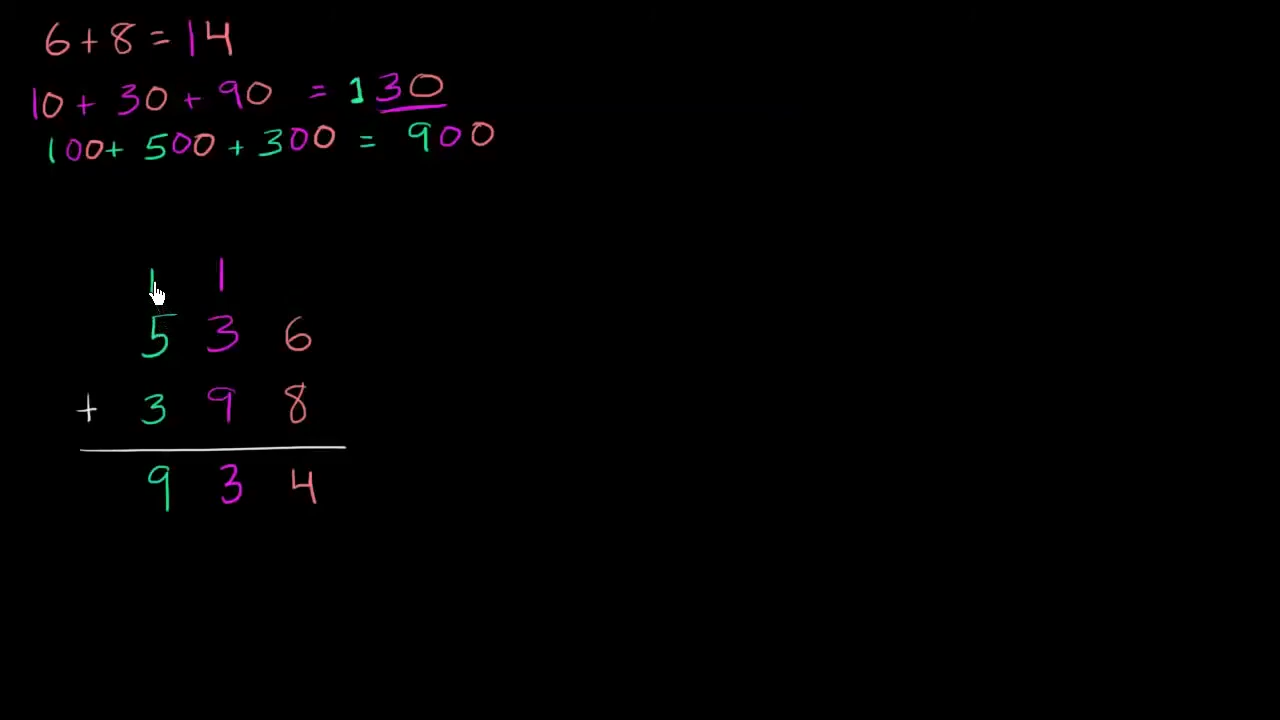 6+8=14
10 + 30 + 90 = 130
100+ 500 + 300 = 900
1 1
5 3 6
+ 3 9 8
9 3 4